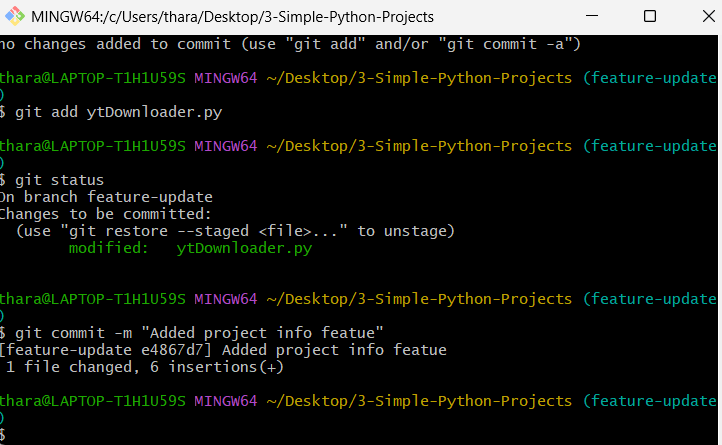 MINGW64:/c/Users/thara/Desktop/3-Simple-Python-Projects
no changes added to commit (use "git add" and/or "git commit -a")
thara@LAPTOP-T1H1U59S MINGW64 ~/Desktop/3-Simple-Python-Projects (feature-update
)
$ git add ytDownloader.py
thara@LAPTOP-T1H1U59S MINGW64 ~/Desktop/3-Simple-Python-Projects (feature-update
)
$ git status
On branch feature-update
Changes to be committed:
  (use "git restore --staged <file>..." to unstage)
        modified:   ytDownloader.py
thara@LAPTOP-T1H1U59S MINGW64 ~/Desktop/3-Simple-Python-Projects (feature-update
)
$ git commit -m "Added project info featue"
[feature-update e4867d7] Added project info featue
 1 file changed, 6 insertions(+)
thara@LAPTOP-T1H1U59S MINGW64 ~/Desktop/3-Simple-Python-Projects (feature-update
)
$